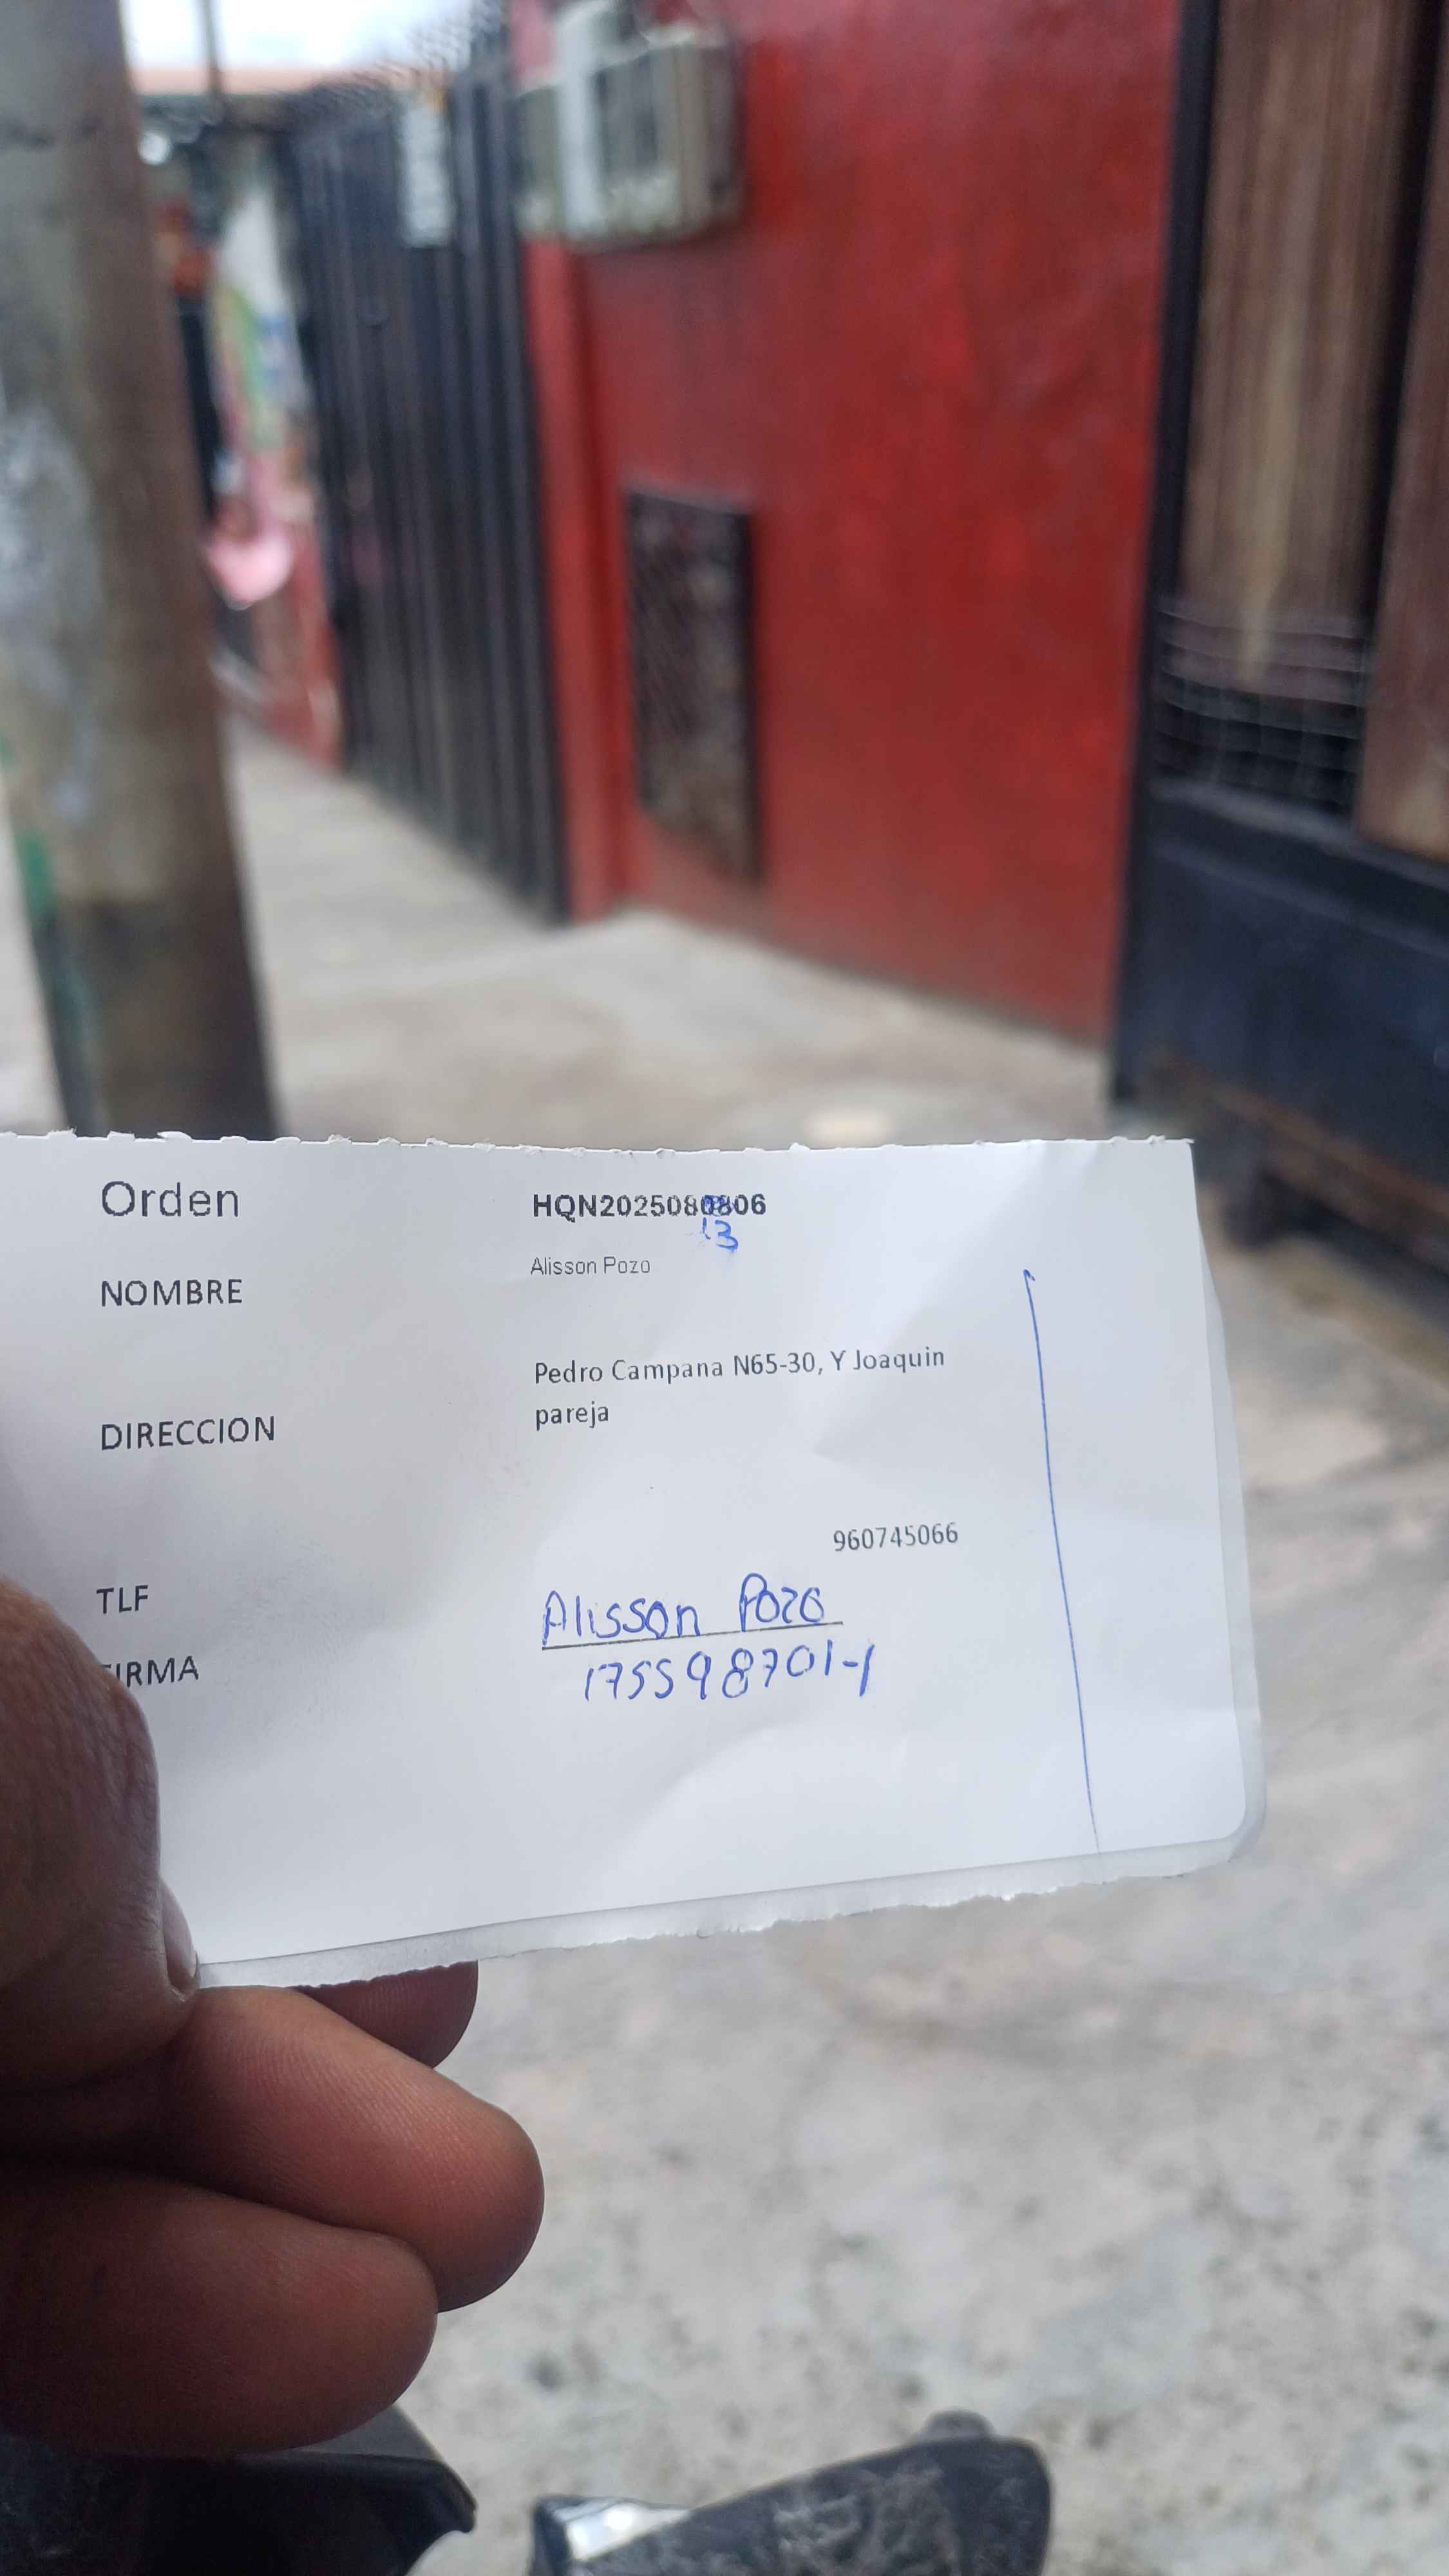 Orden HQN2025080806
13
NOMBRE Alisson Pozo
DIRECCION Pedro Campana N65-30, Y Joaquin
pareja
TLF 960745066
FIRMA Alisson Pozo
175598701-1